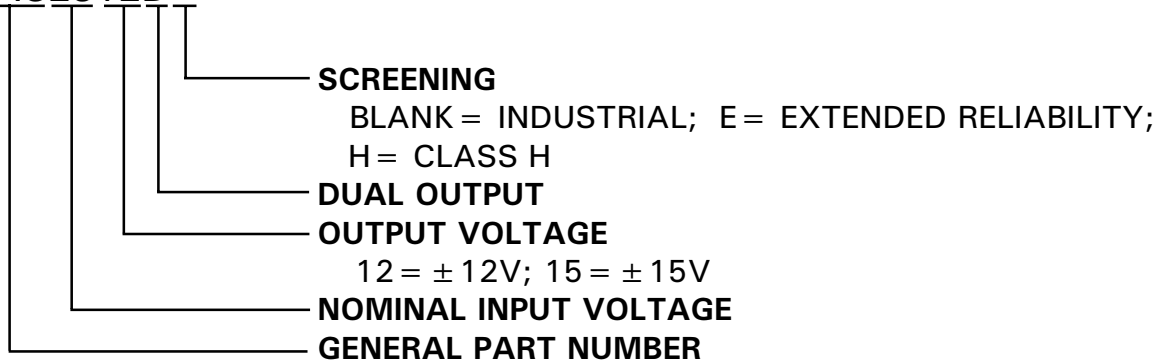 SCREENING
BLANK = INDUSTRIAL; E = EXTENDED RELIABILITY;
H = CLASS H
DUAL OUTPUT
OUTPUT VOLTAGE
12 = ±12V; 15 = ±15V
NOMINAL INPUT VOLTAGE
GENERAL PART NUMBER